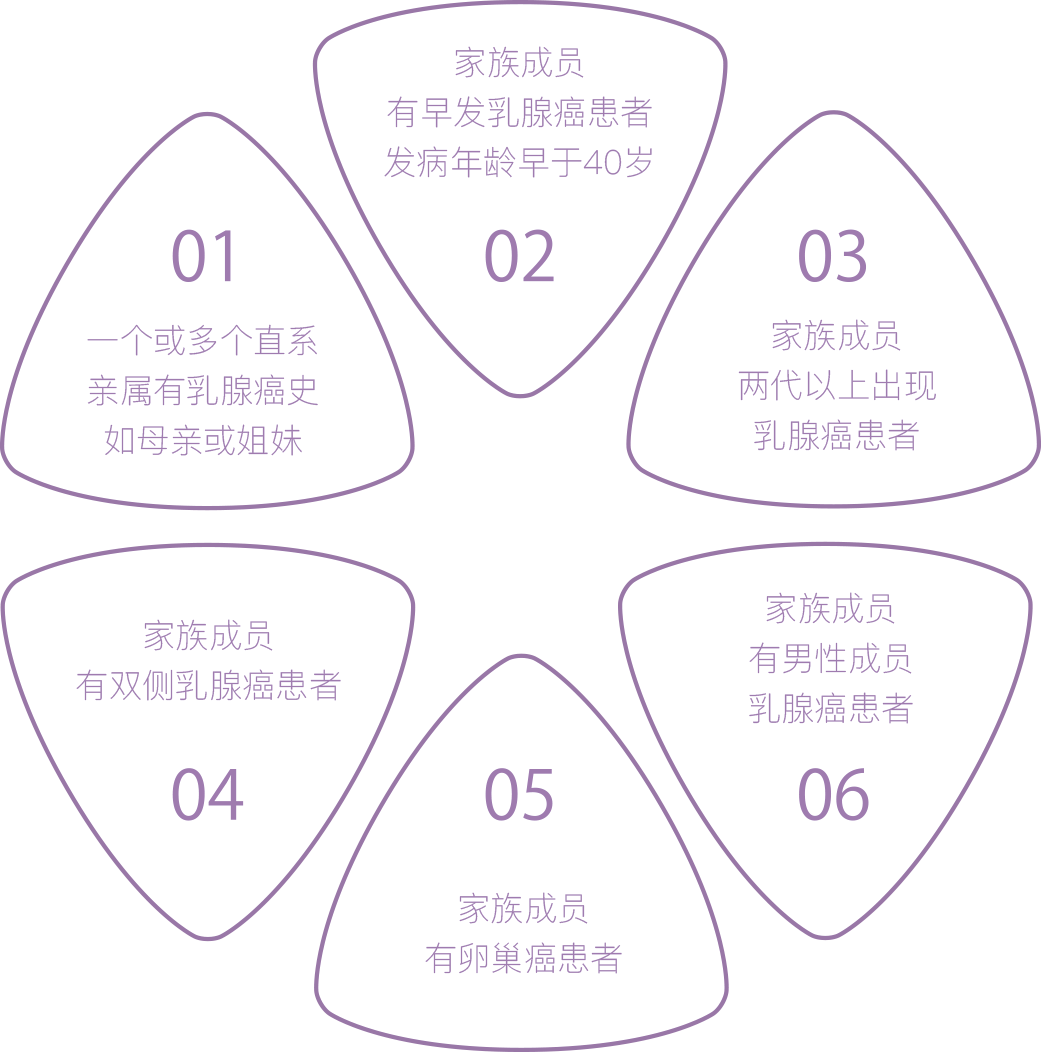 01
一个或多个直系
亲属有乳腺癌史
如母亲或姐妹
家族成员
有早发乳腺癌患者
发病年龄早于40岁
02
03
家族成员
两代以上出现
乳腺癌患者
家族成员
有双侧乳腺癌患者
04
05
家族成员
有卵巢癌患者
家族成员
有男性成员
乳腺癌患者
06